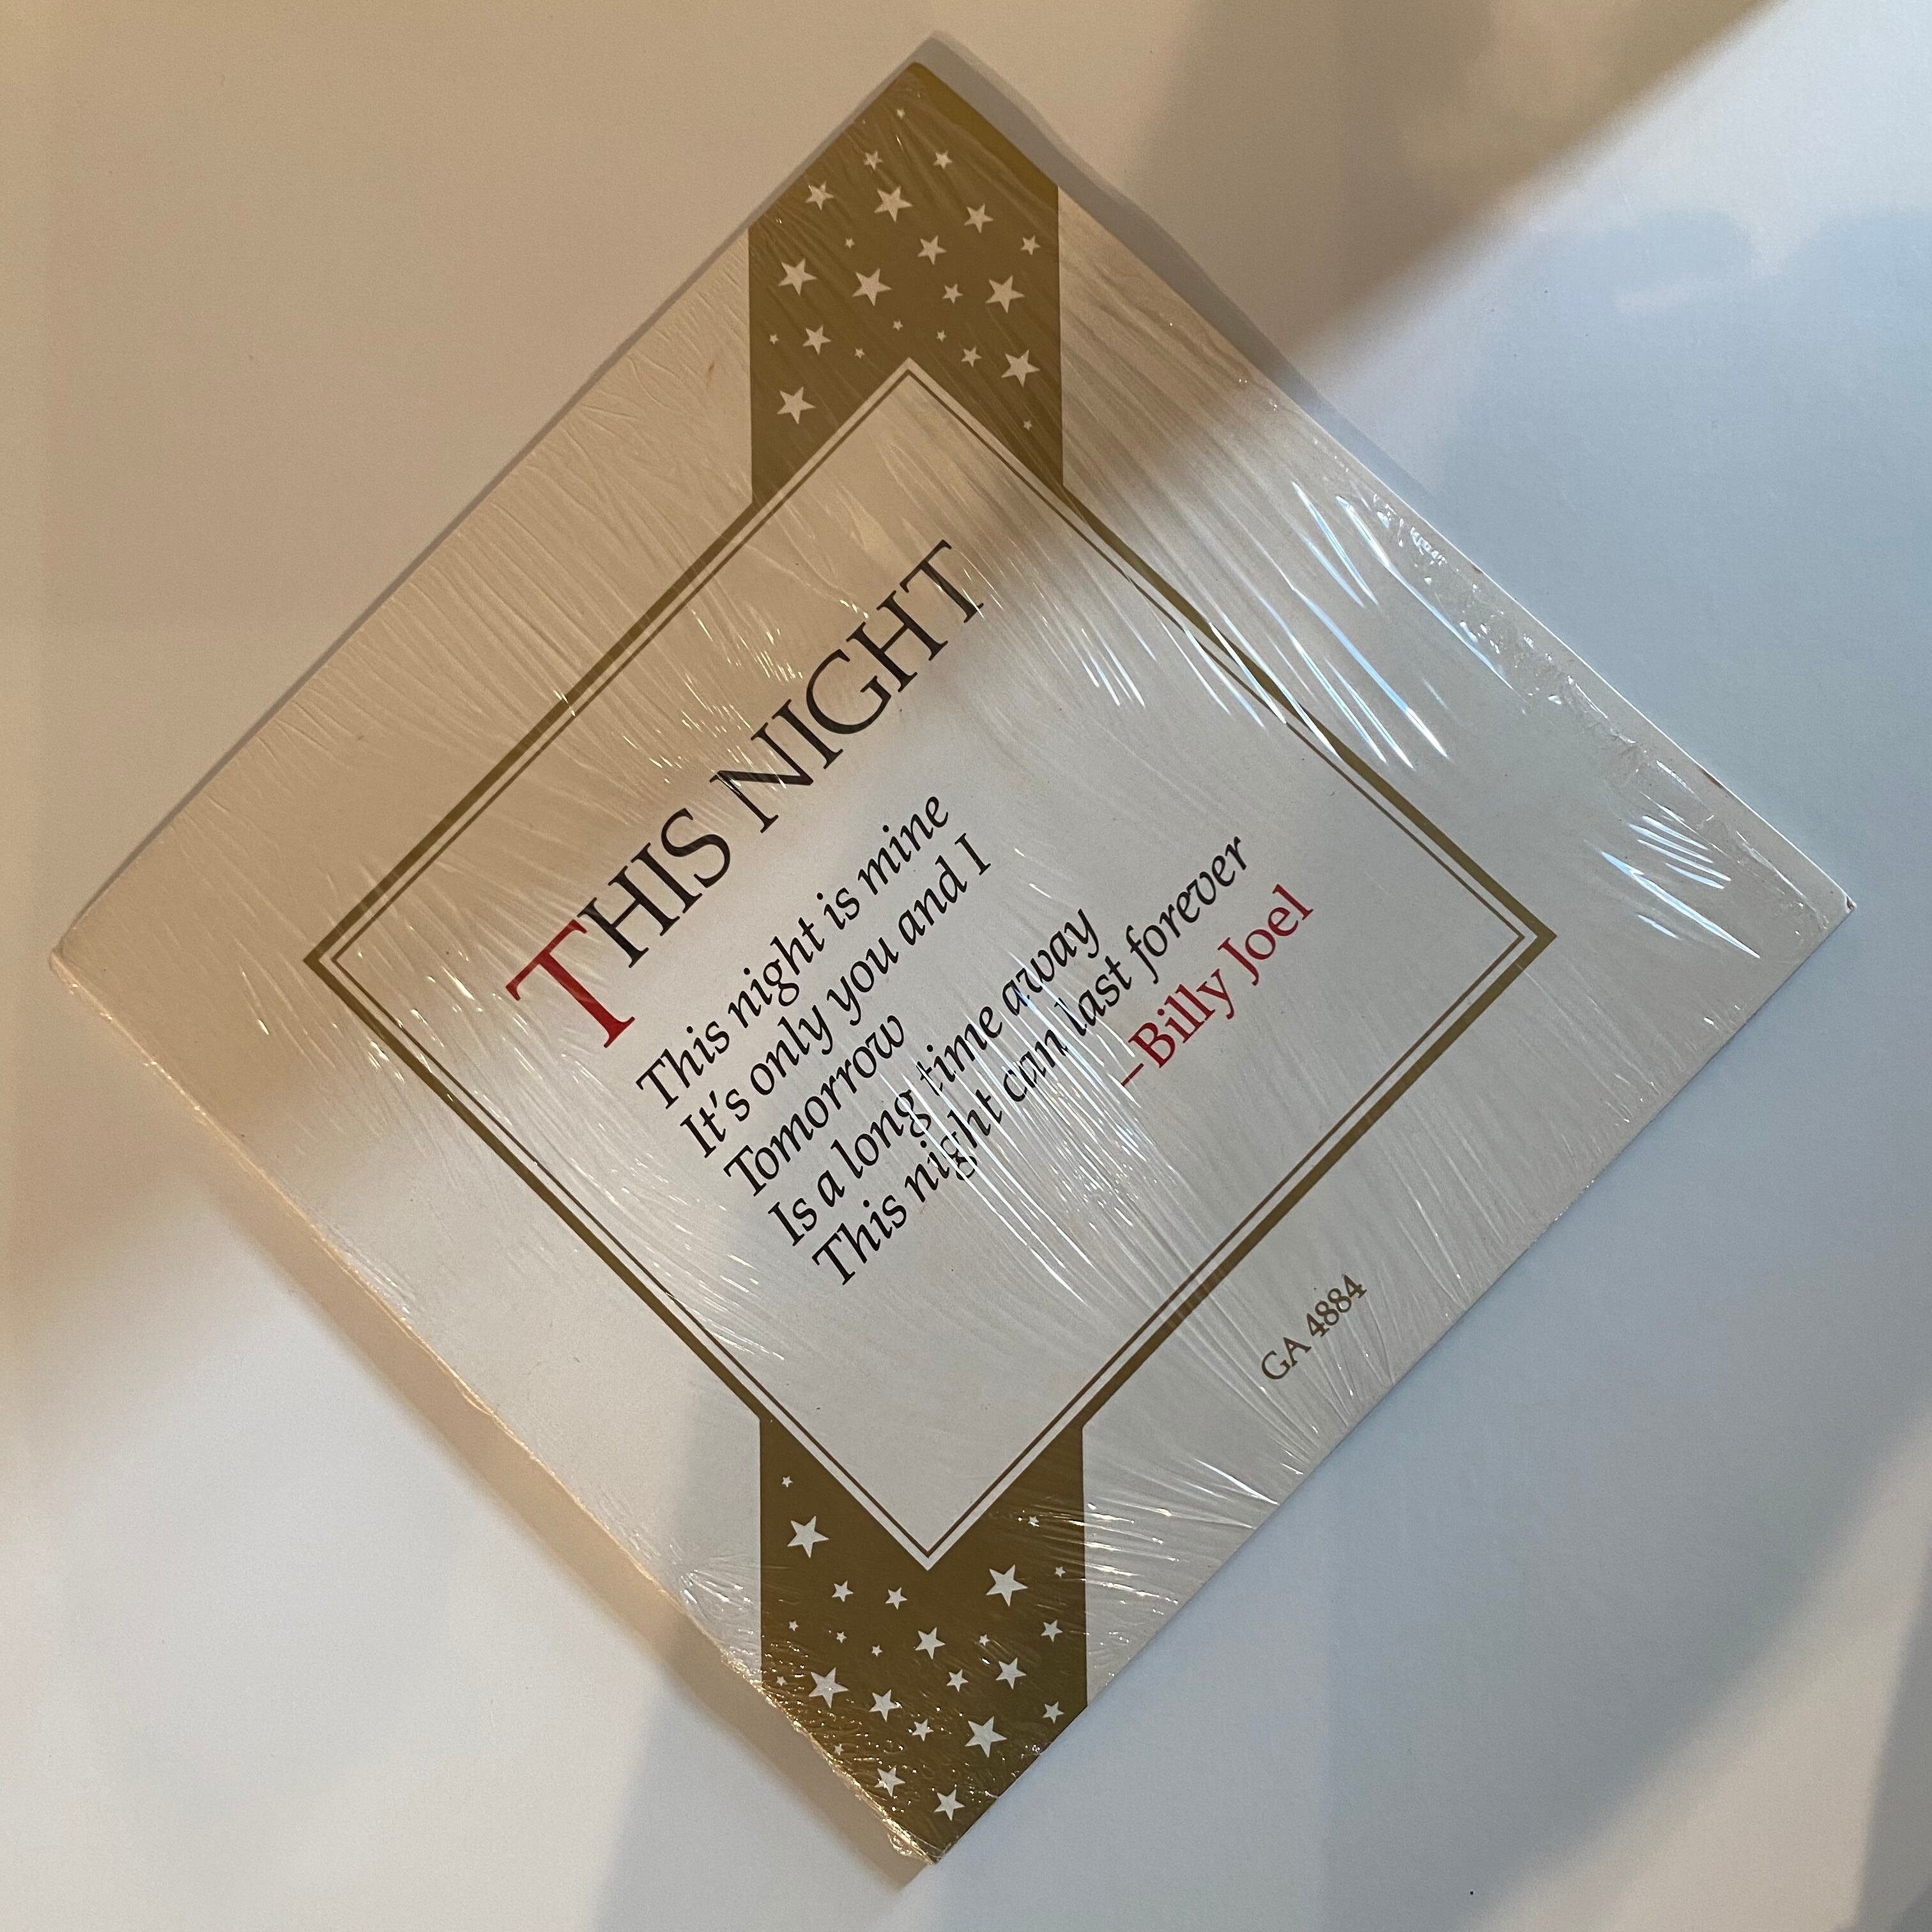 THIS NIGHT
This night is mine
It's only you and I
Tomorrow
Is a long time away
This night can last forever
—Billy Joel
GA 4884